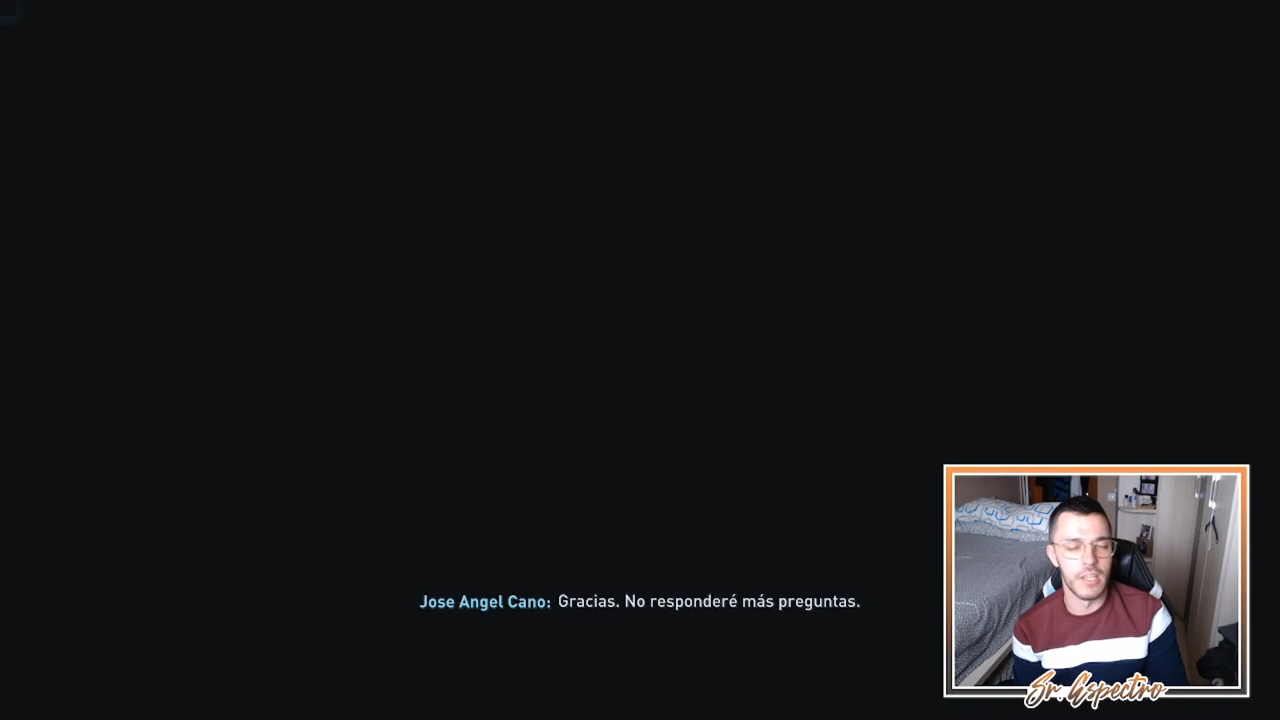 Jose Angel Cano: Gracias. No responderé más preguntas.
Sr. Espectro